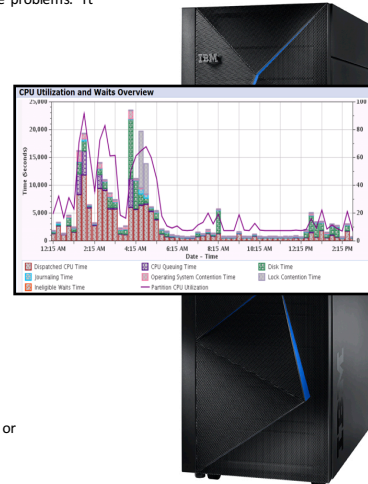 e problems. It
IBM
CPU Utilization and Waits Overview
25,000
20,000
15,000
10,000
5,000
0
100
80
60
40
20
0
Time (Seconds)
12:15 AM 2:15 AM 4:15 AM 6:15 AM 8:15 AM 10:15 AM 12:15 PM 2:15 PM
Date - Time
Dispatched CPU Time CPU Queuing Time Disk Time
Journaling Time Operating System Contention Time Lock Contention Time
Ineligible Waits Time Partition CPU Utilization
IBM
or